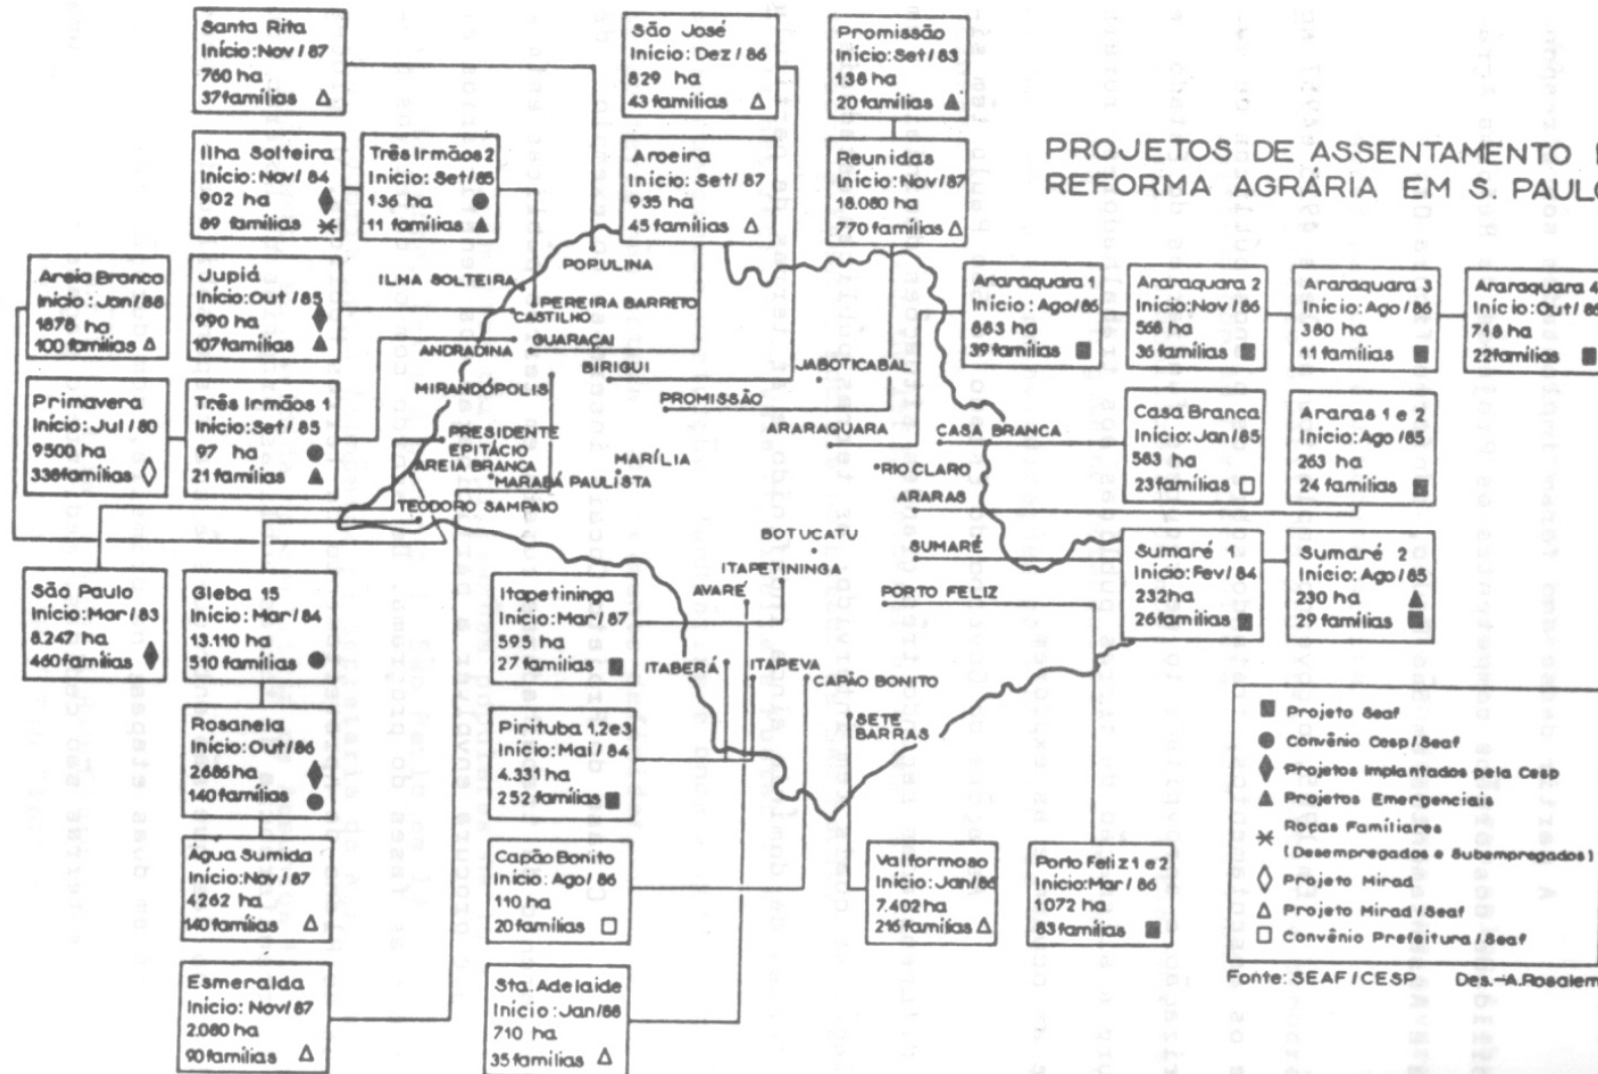 Santa Rita
Início: Nov/87
760 ha
37 famílias
São José
Início: Dez/86
829 ha
43 famílias
Promissão
Início: Set/83
138 ha
20 famílias
PROJETOS DE ASSENTAMENTO
REFORMA AGRÁRIA EM S. PAULO
Ilha Solteira
Início: Nov/84
902 ha
89 famílias
Três Irmãos 2
Início: Set/85
136 ha
11 famílias
Aroeira
Início: Set/87
935 ha
45 famílias
Reunidas
Início: Nov/87
18.080 ha
770 famílias
Areia Branca
Início: Jan/88
1878 ha
100 famílias
Jupiá
Início: Out/85
990 ha
107 famílias
Araraquara 1
Início: Ago/86
883 ha
39 famílias
Araraquara 2
Início: Nov/86
568 ha
36 famílias
Araraquara 3
Início: Ago/86
380 ha
11 famílias
Araraquara 4
Início: Out/85
718 ha
22 famílias
Primavera
Início: Jul/80
9500 ha
338 famílias
Três Irmãos 1
Início: Set/85
97 ha
21 famílias
Casa Branca
Início: Jan/85
583 ha
23 famílias
Araras 1 e 2
Início: Ago/85
263 ha
24 famílias
POPULINA
ILHA SOLTEIRA
PEREIRA BARRETO
CASTILHO
GUARAÇAI
ANDRADINA
BIRIGUI
JABOTICABAL
MIRANDÓPOLIS
PROMISSÃO
ARARAQUARA
CASA BRANCA
PRESIDENTE
EPITÁCIO
AREIA BRANCA
MARÍLIA
MARABÁ PAULISTA
RIO CLARO
TEODORO SAMPAIO
ARARAS
BOTUCATU
SUMARÉ
ITAPETININGA
AVARÉ
PORTO FELIZ
ITABERÁ
ITAPEVA
CAPÃO BONITO
SETE
BARRAS
São Paulo
Início: Mar/83
8.247 ha
460 famílias
Gleba 15
Início: Mar/84
13.110 ha
510 famílias
Itapetininga
Início: Mar/87
595 ha
27 famílias
Sumaré 1
Início: Fev/84
232 ha
26 famílias
Sumaré 2
Início: Ago/85
230 ha
29 famílias
Rosanela
Início: Out/86
2686 ha
140 famílias
Pirituba 1,2e3
Início: Mai/84
4.331 ha
252 famílias
Água Sumida
Início: Nov/87
4262 ha
140 famílias
Capão Bonito
Início: Ago/86
110 ha
20 famílias
Valformoso
Início: Jan/86
7.402 ha
216 famílias
Porto Feliz 1 e 2
Início: Mar/86
1072 ha
83 famílias
Esmeralda
Início: Nov/87
2.080 ha
90 famílias
Sta. Adelaide
Início: Jan/88
710 ha
35 famílias
Projeto Seaf
Convênio Cesp/Seaf
Projetos Implantados pela Cesp
Projetos Emergenciais
Roças Famíliares
(Desempregados e Subempregados)
Projeto Mirad
Projeto Mirad/Seaf
Convênio Prefeitura/Seaf
Fonte: SEAF/CESP Des.-A.Rosalem